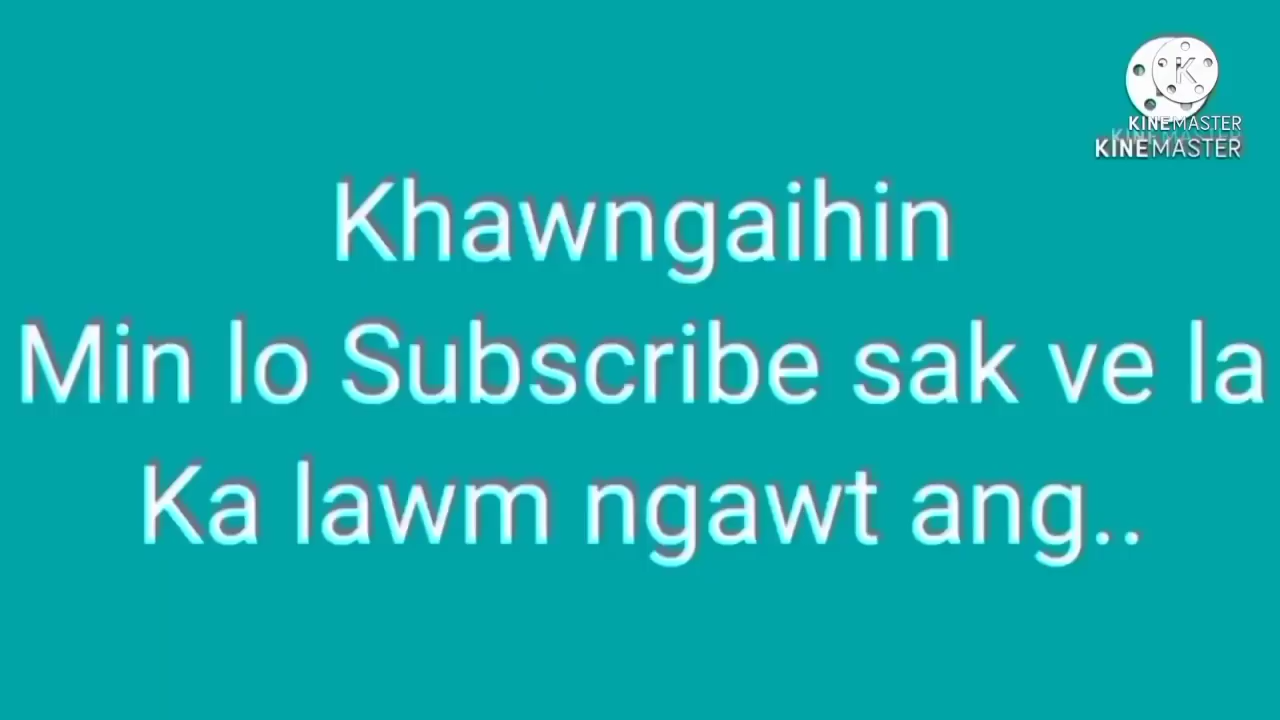 K
KINEMASTER
KINEMASTER
Khawngaihin
Min lo Subscribe sak ve la
Ka lawm ngawt ang..